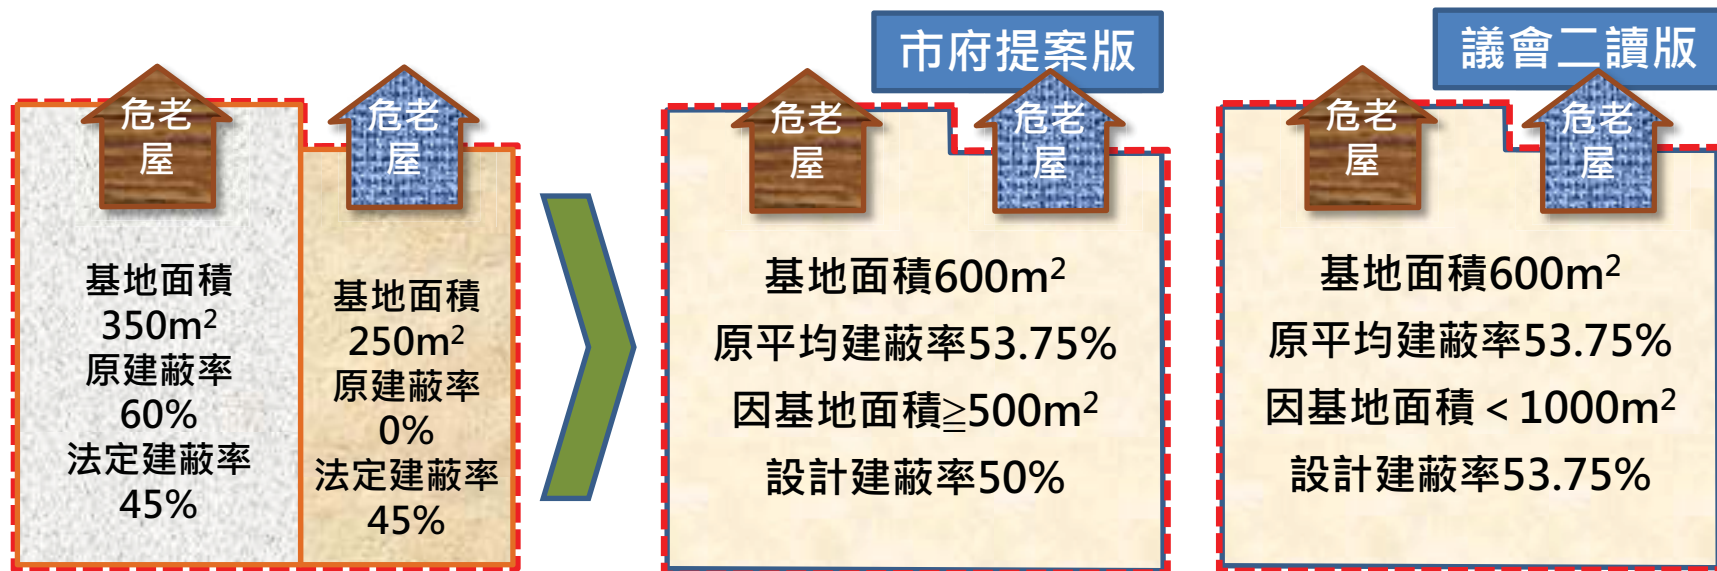 危老
屋
基地面積
350m²
原建蔽率
60%
法定建蔽率
45%
危老
屋
基地面積
250m²
原建蔽率
0%
法定建蔽率
45%
市府提案版
危老
屋
危老
屋
基地面積600m²
原平均建蔽率53.75%
因基地面積≧500m²
設計建蔽率50%
議會二讀版
危老
屋
危老
屋
基地面積600m²
原平均建蔽率53.75%
因基地面積＜1000m²
設計建蔽率53.75%